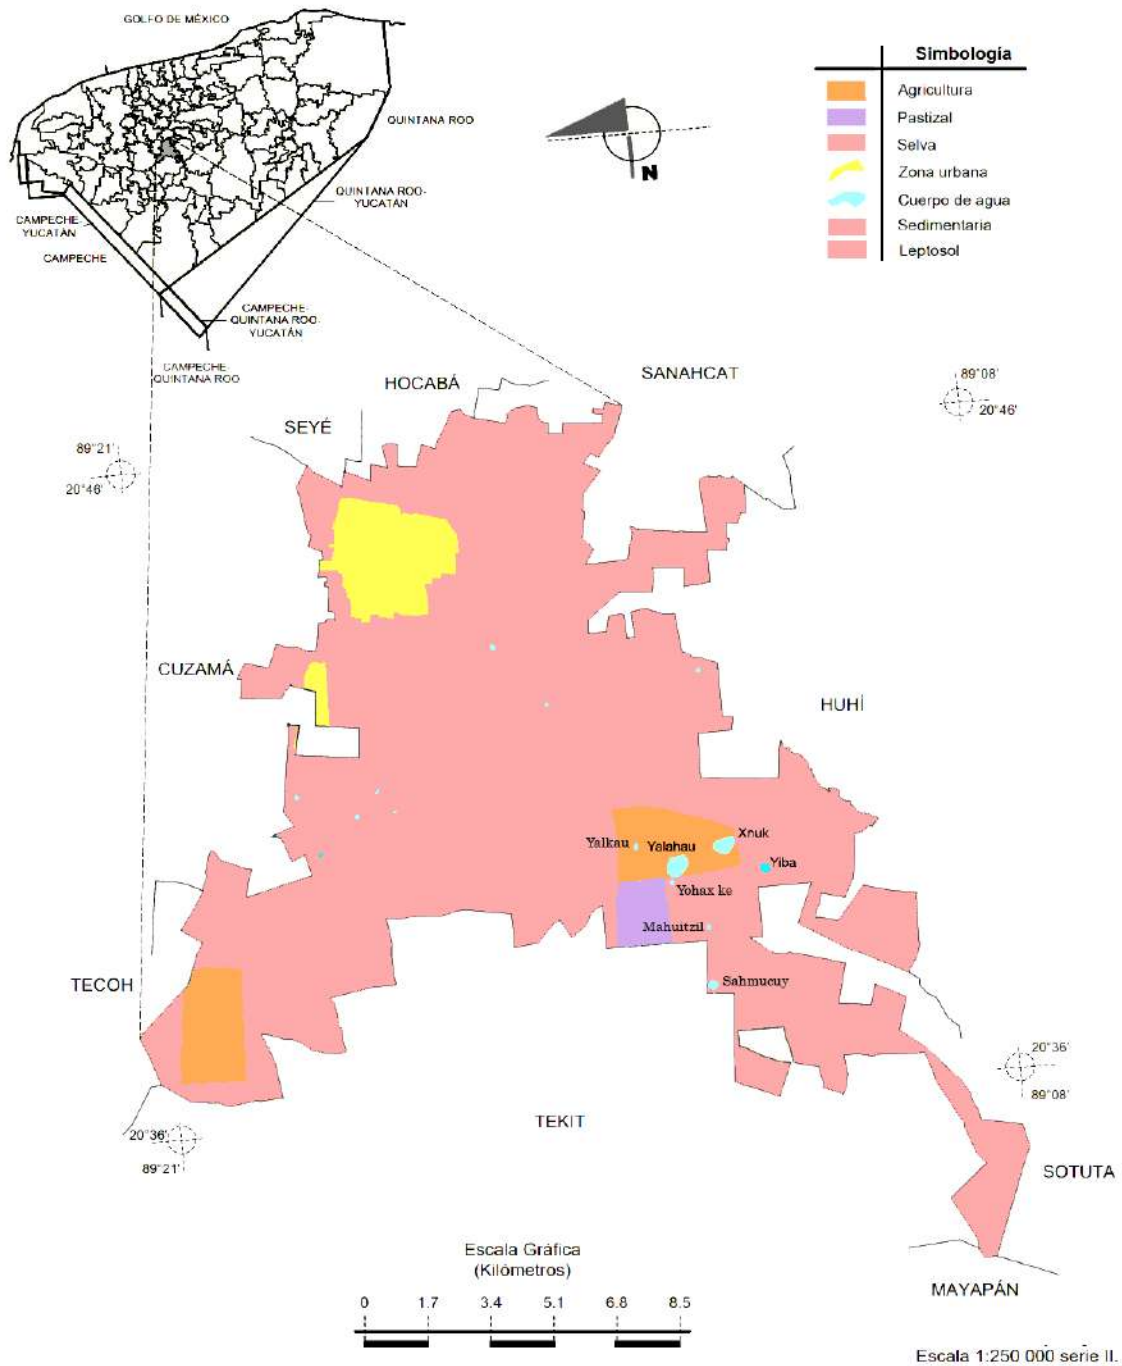 GOLFO DE MÉXICO
QUINTANA ROO
QUINTANA ROO-
YUCATÁN
CAMPECHE-
YUCATÁN
CAMPECHE
CAMPECHE-
QUINTANA ROO-
YUCATÁN
CAMPECHE
QUINTANA ROO
N
Simbología
Agricultura
Pastizal
Selva
Zona urbana
Cuerpo de agua
Sedimentaria
Leptosol
SANAHCAT
HOCABÁ
SEYÉ
89°08'
20°46'
89°21'
20°46'
CUZAMÁ
HUHÍ
Xnuk
Yalkau
Yalahau
Yiba
Yohax ke
Mahuitzil
Sahmucuy
TECOH
20°36'
89°08'
TEKIT
20°36'
89°21'
SOTUTA
MAYAPÁN
Escala Gráfica
(Kilómetros)
0 1.7 3.4 5.1 6.8 8.5
Escala 1:250 000 serie II.